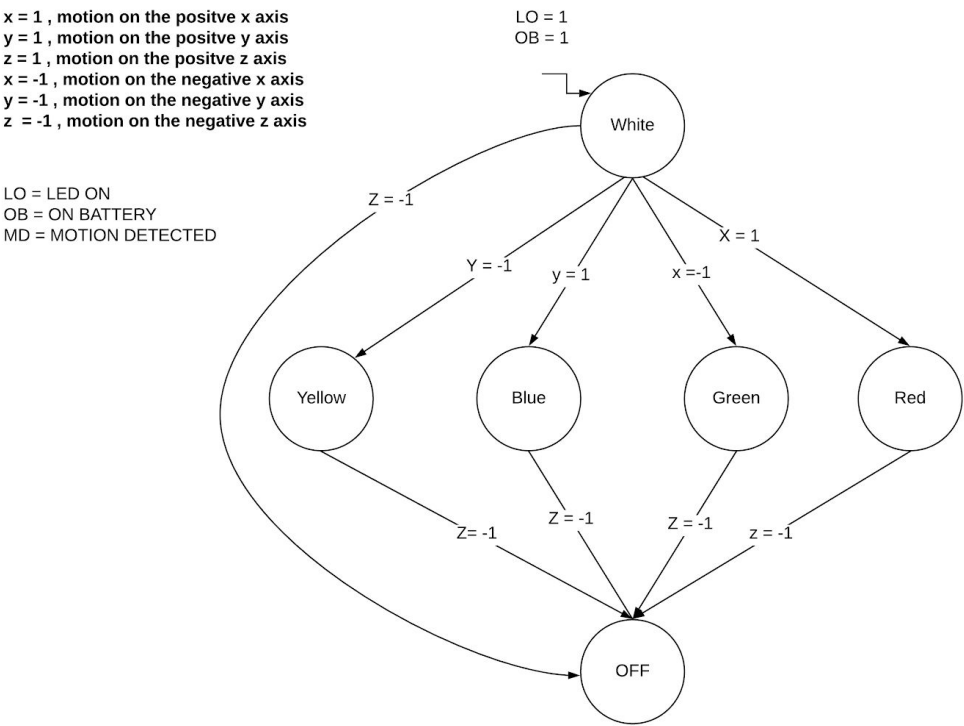 x = 1 , motion on the positve x axis
y = 1 , motion on the positve y axis
z = 1 , motion on the positve z axis
x = -1 , motion on the negative x axis
y = -1 , motion on the negative y axis
z  = -1 , motion on the negative z axis
LO = LED ON
OB = ON BATTERY
MD = MOTION DETECTED
LO = 1
OB = 1
White
Z = -1
Y = -1
y = 1
x =-1
X = 1
Yellow
Blue
Green
Red
Z= -1
Z = -1
Z = -1
z = -1
OFF